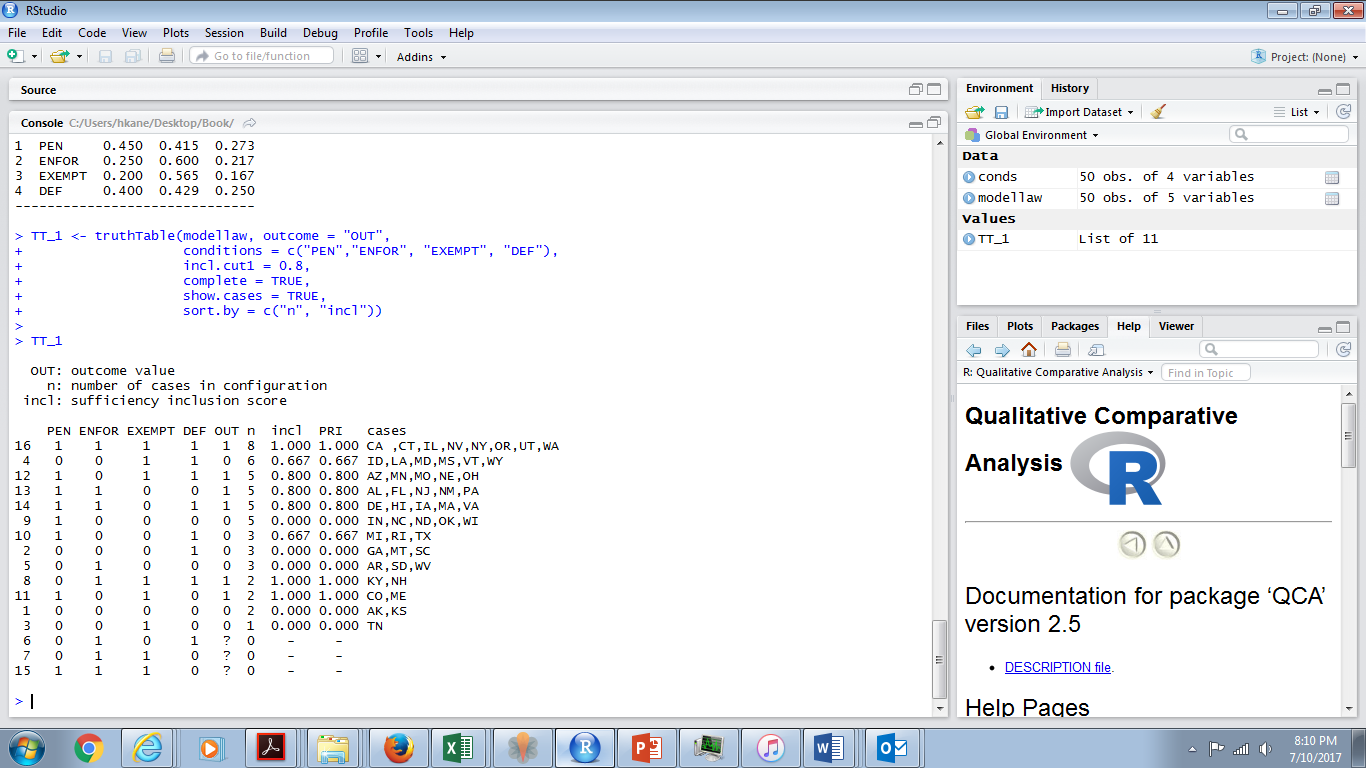 RStudio
File Edit Code View Plots Session Build Debug Profile Tools Help
Go to file/function Addins Project: (None)
Source
Console C:/Users/hkane/Desktop/Book/
1 PEN 0.450 0.415 0.273
2 ENFOR 0.250 0.600 0.217
3 EXEMPT 0.200 0.565 0.167
4 DEF 0.400 0.429 0.250
------------------------------
> TT_1 <- truthTable(modellaw, outcome = "OUT",
+ conditions = c("PEN","ENFOR", "EXEMPT", "DEF"),
+ incl.cut1 = 0.8,
+ complete = TRUE,
+ show.cases = TRUE,
+ sort.by = c("n", "incl"))
>
> TT_1
OUT: outcome value
n: number of cases in configuration
incl: sufficiency inclusion score
PEN ENFOR EXEMPT DEF OUT n incl PRI cases
16 1 1 1 1 1 8 1.000 1.000 CA ,CT,IL,NV,NY,OR,UT,WA
4 0 0 1 1 0 6 0.667 0.667 ID,LA,MD,MS,VT,WY
12 1 0 1 1 1 5 0.800 0.800 AZ,MN,MO,NE,OH
13 1 1 0 0 1 5 0.800 0.800 AL,FL,NJ,NM,PA
14 1 1 0 1 1 5 0.800 0.800 DE,HI,IA,MA,VA
9 1 0 0 0 0 5 0.000 0.000 IN,NC,ND,OK,WI
10 1 0 0 1 0 3 0.667 0.667 MI,RI,TX
2 0 0 0 1 0 3 0.000 0.000 GA,MT,SC
5 0 1 0 0 0 3 0.000 0.000 AR,SD,WV
8 0 1 1 1 1 2 1.000 1.000 KY,NH
11 1 0 1 0 1 2 1.000 1.000 CO,ME
1 0 0 0 0 0 2 0.000 0.000 AK,KS
3 0 0 1 0 0 1 0.000 0.000 TN
6 0 1 0 1 ? 0 - -
7 0 1 1 0 ? 0 - -
15 1 1 1 0 ? 0 - -
>
Environment History
Import Dataset List
Global Environment
Data
conds 50 obs. of 4 variables
modellaw 50 obs. of 5 variables
Values
TT_1 List of 11
Files Plots Packages Help Viewer
R: Qualitative Comparative Analysis Find in Topic
Qualitative Comparative
Analysis R
Documentation for package ‘QCA’
version 2.5
• DESCRIPTION file.
Help Pages
8:10 PM
7/10/2017